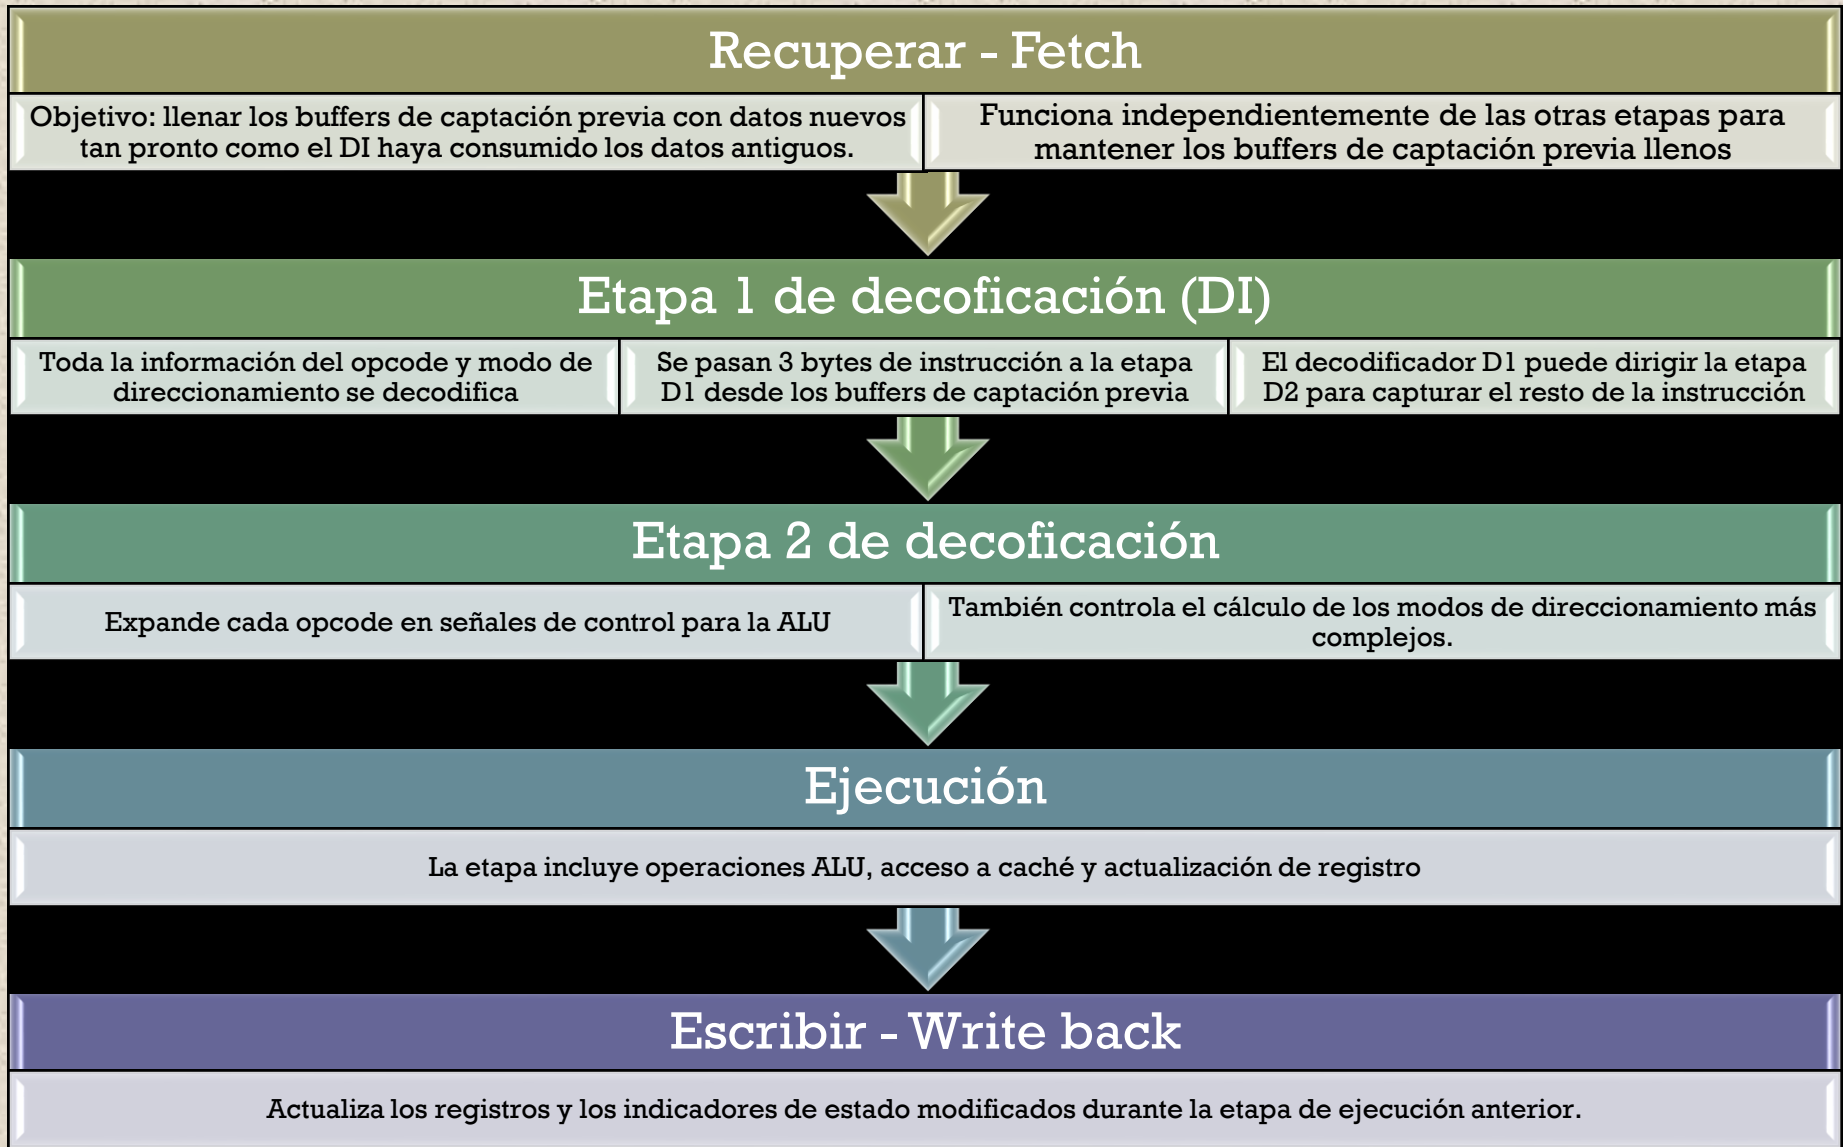 Recuperar - Fetch
Objetivo: llenar los buffers de captación previa con datos nuevos
tan pronto como el DI haya consumido los datos antiguos.
Funciona independientemente de las otras etapas para
mantener los buffers de captación previa llenos
Etapa 1 de decoficación (DI)
Toda la información del opcode y modo de
direccionamiento se decodifica
Se pasan 3 bytes de instrucción a la etapa
D1 desde los buffers de captación previa
El decodificador D1 puede dirigir la etapa
D2 para capturar el resto de la instrucción
Etapa 2 de decoficación
Expande cada opcode en señales de control para la ALU
También controla el cálculo de los modos de direccionamiento más
complejos.
Ejecución
La etapa incluye operaciones ALU, acceso a caché y actualización de registro
Escribir - Write back
Actualiza los registros y los indicadores de estado modificados durante la etapa de ejecución anterior.